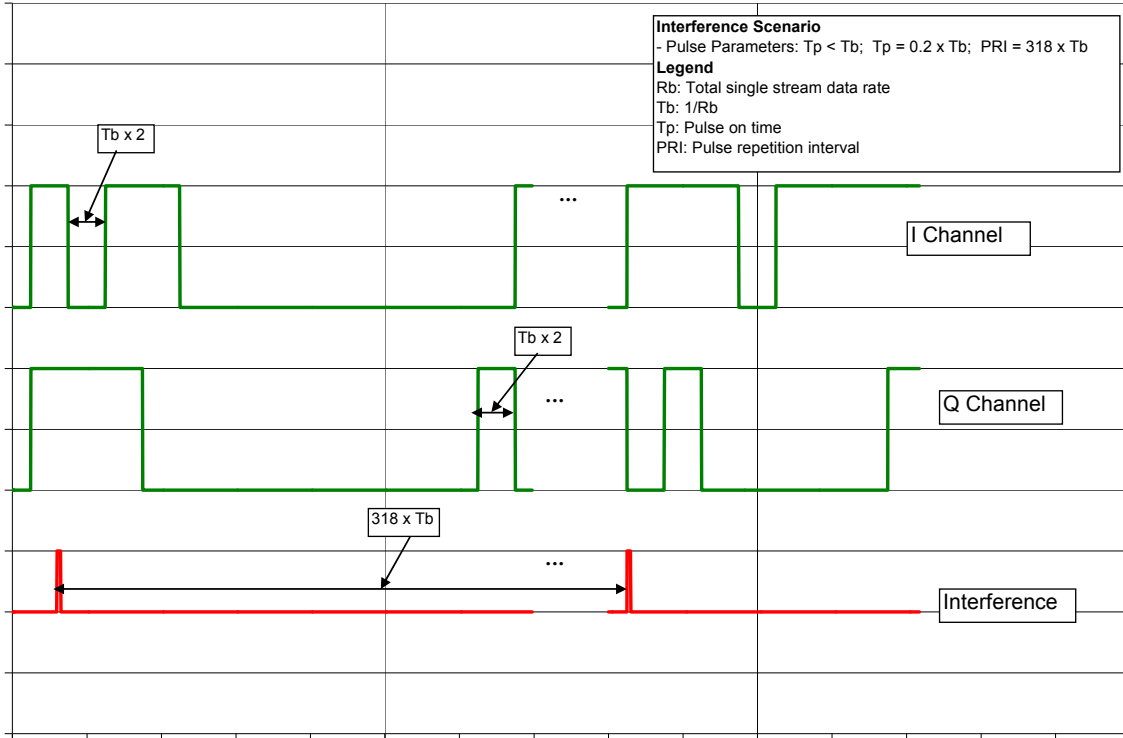 Interference Scenario
- Pulse Parameters: Tp < Tb; Tp = 0.2 x Tb; PRI = 318 x Tb
Legend
Rb: Total single stream data rate
Tb: 1/Rb
Tp: Pulse on time
PRI: Pulse repetition interval
Tb x 2
...
I Channel
Tb x 2
...
Q Channel
318 x Tb
...
Interference